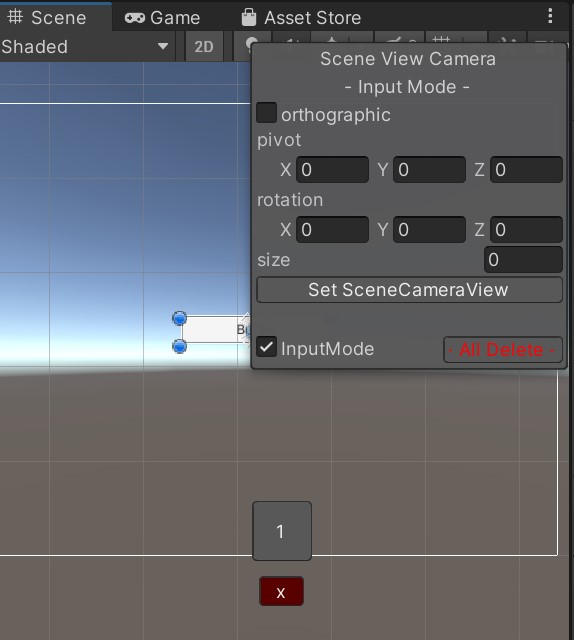 Scene Game Asset Store
Shaded 2D
Scene View Camera
- Input Mode -
orthographic
pivot
X 0 Y 0 Z 0
rotation
X 0 Y 0 Z 0
size 0
Set SceneCameraView
InputMode - All Delete -
1
x